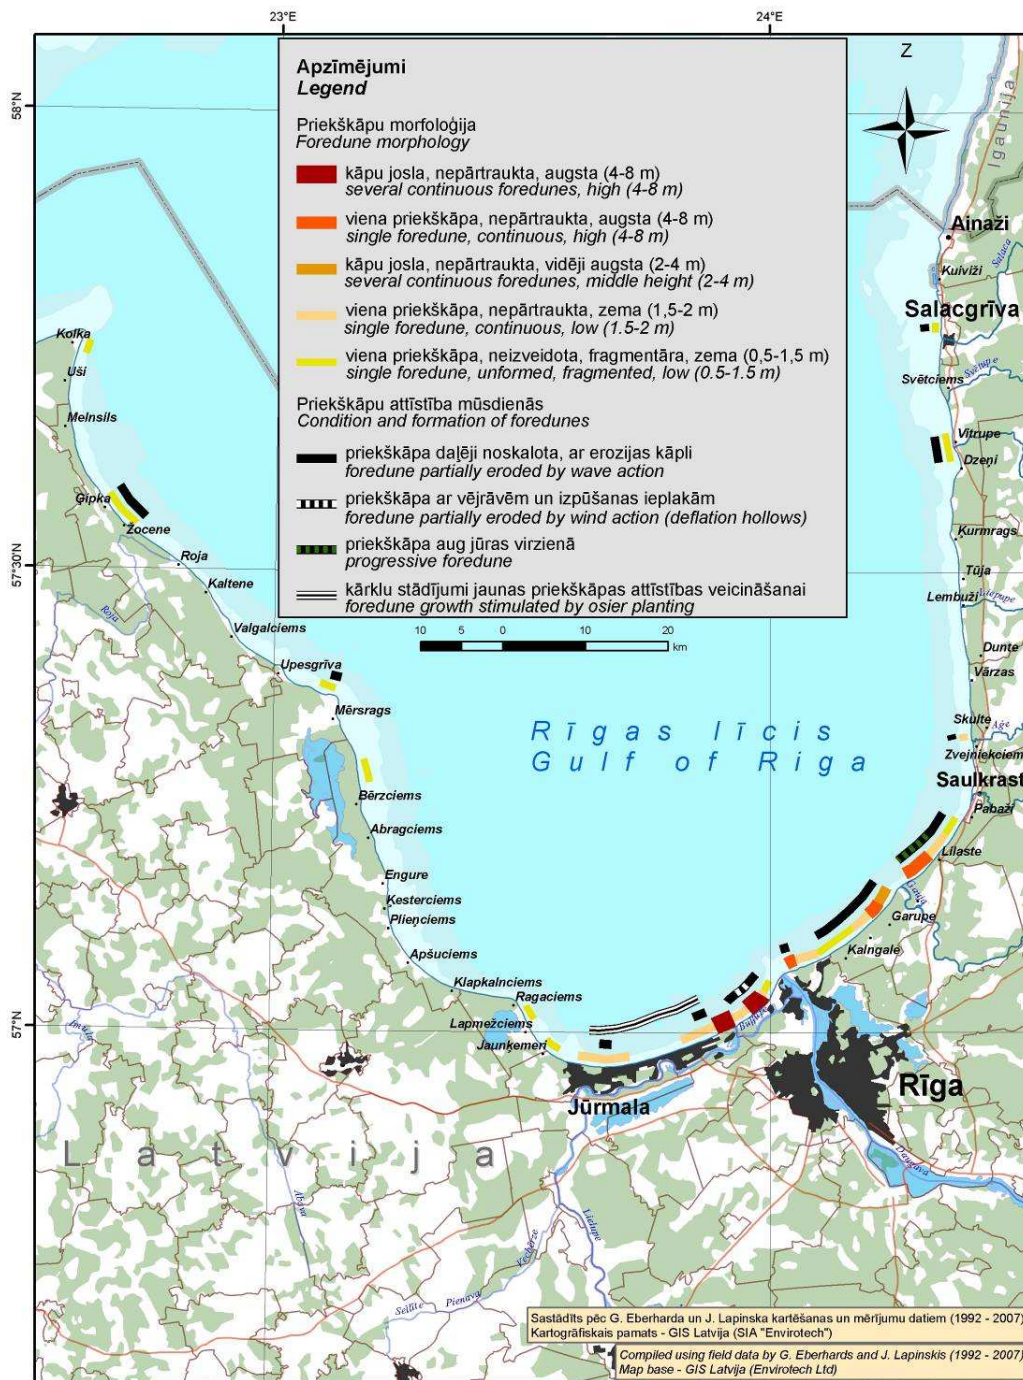 23°E
24°E
58°N
57°30'N
57°N
Apzīmējumi
Legend
Priekškāpu morfoloģija
Foredune morphology
kāpu josla, nepārtraukta, augsta (4-8 m)
several continuous foredunes, high (4-8 m)
viena priekškāpa, nepārtraukta, augsta (4-8 m)
single foredune, continuous, high (4-8 m)
kāpu josla, nepārtraukta, vidēji augsta (2-4 m)
several continuous foredunes, middle height (2-4 m)
viena priekškāpa, nepārtraukta, zema (1,5-2 m)
single foredune, continuous, low (1.5-2 m)
viena priekškāpa, neizveidota, fragmentāra, zema (0,5-1,5 m)
single foredune, unformed, fragmented, low (0.5-1.5 m)
Priekškāpu attīstība mūsdienās
Condition and formation of foredunes
priekškāpa daļēji noskalota, ar erozijas kāpli
foredune partially eroded by wave action
priekškāpa ar vējrāvēm un izpūšanas ieplakām
foredune partially eroded by wind action (deflation hollows)
priekškāpa aug jūras virzienā
progressive foredune
kārklu stādījumi jaunas priekškāpas attīstības veicināšanai
foredune growth stimulated by osier planting
10 5 0 10 20
km
Z
Igaunija
Ainaži
Salaca
Kuiviži
Salacgrīva
Svētupe
Svētciems
Vitrupe
Dzeņi
Kurmrags
Tūja
Lembuži
Liepupe
Dunte
Vārzas
Skulte
Aģe
Zvejniekciem
Saulkrast
Pabaži
Lilaste
Gauja
Garupe
Kalngale
Kolka
Uši
Melnsils
Ģipka
Žocene
Roja
Kaltene
Roja
Valgalciems
Upesgrīva
Mērsrags
Bērzciems
Abragciems
Engure
Ķesterciems
Plieņciems
Apšuciems
Klapkalnciems
Ragaciems
Lapmežciems
Jaunķemeri
Rīgas līcis
Gulf of Riga
Buļļupe
Rīga
Jūrmala
Daugava
Latvija
Imula
Abava
Lielupe
Vecbērze
Pienava
Seilīte
Sastādīts pēc G. Eberharda un J. Lapinska kartēšanas un mērījumu datiem (1992 - 2007)
Kartogrāfiskais pamats - GIS Latvija (SIA "Envirotech")
Compiled using field data by G. Eberhards and J. Lapinskis (1992 - 2007)
Map base - GIS Latvija (Envirotech Ltd)